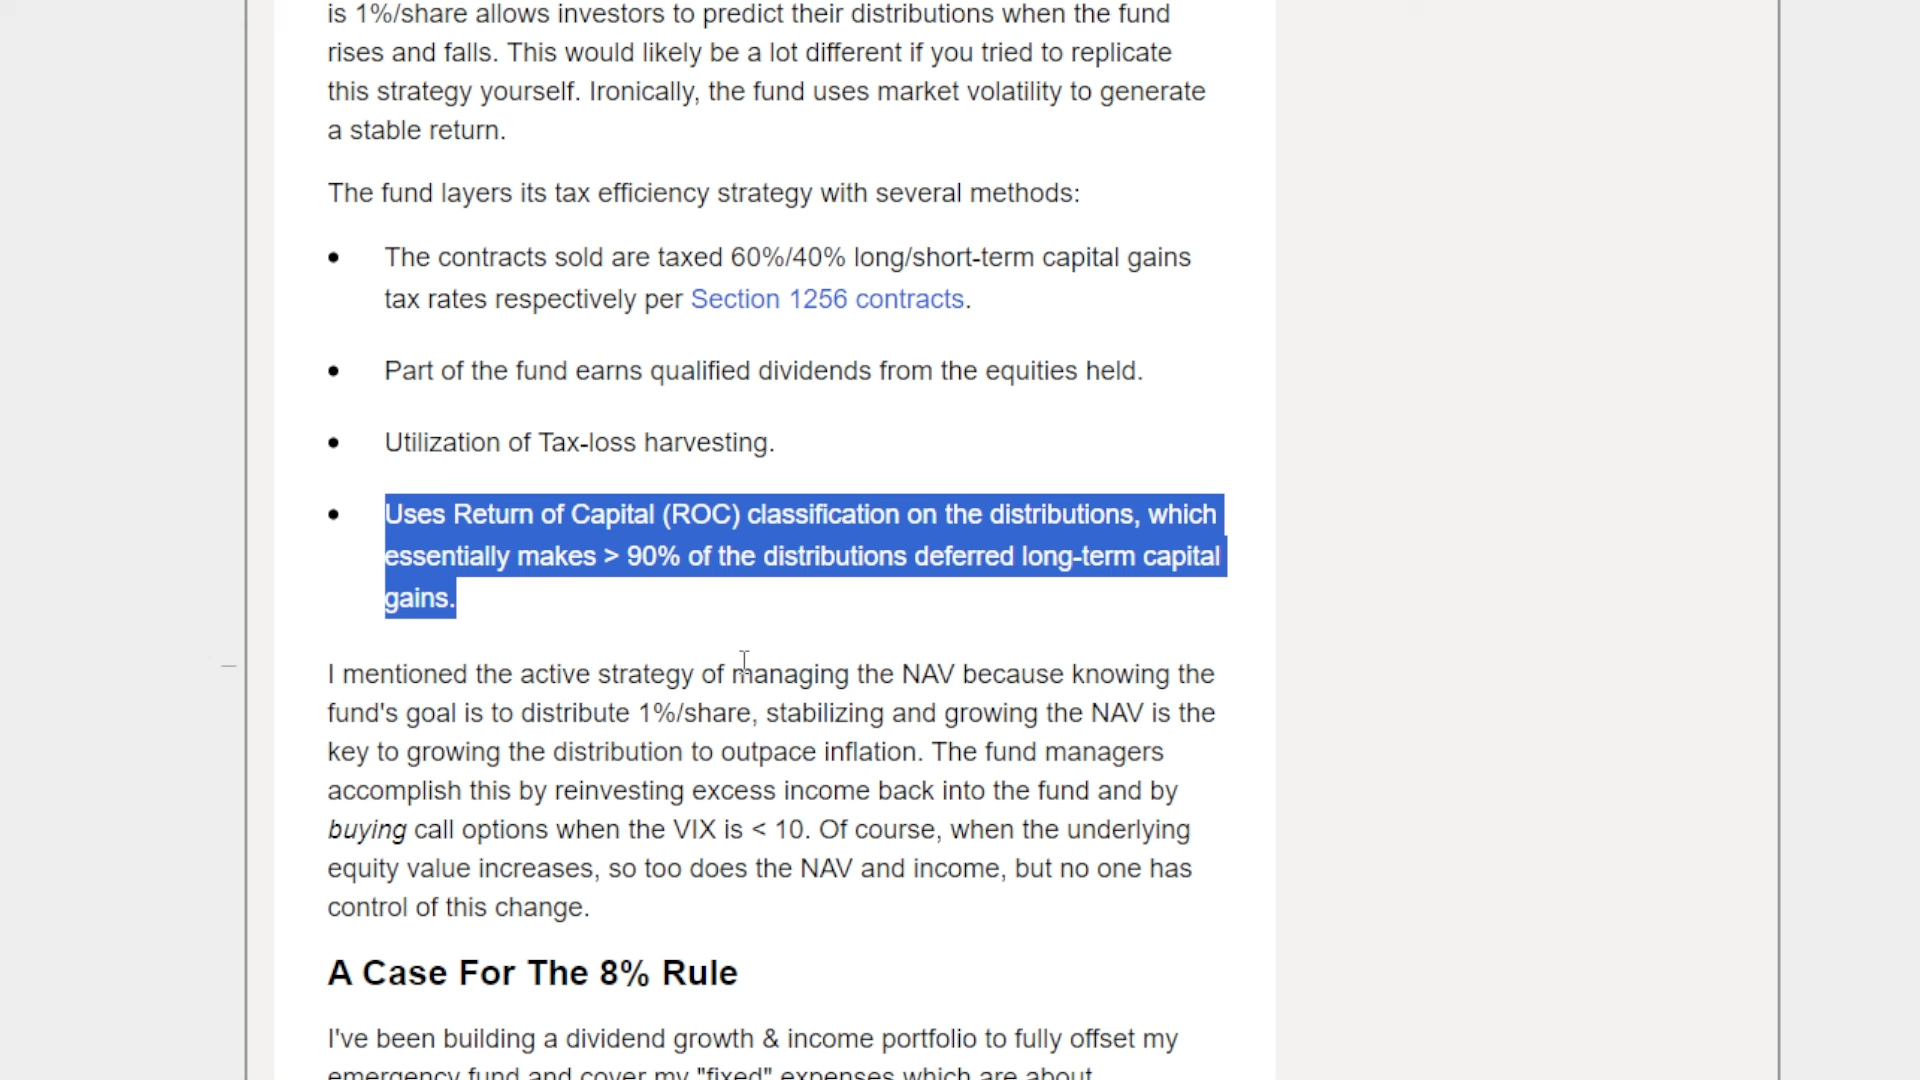 is 1%/share allows investors to predict their distributions when the fund
rises and falls. This would likely be a lot different if you tried to replicate
this strategy yourself. Ironically, the fund uses market volatility to generate
a stable return.
The fund layers its tax efficiency strategy with several methods:
• The contracts sold are taxed 60%/40% long/short-term capital gains
tax rates respectively per Section 1256 contracts.
• Part of the fund earns qualified dividends from the equities held.
• Utilization of Tax-loss harvesting.
• Uses Return of Capital (ROC) classification on the distributions, which
essentially makes > 90% of the distributions deferred long-term capital
gains.
I mentioned the active strategy of managing the NAV because knowing the
fund's goal is to distribute 1%/share, stabilizing and growing the NAV is the
key to growing the distribution to outpace inflation. The fund managers
accomplish this by reinvesting excess income back into the fund and by
buying call options when the VIX is < 10. Of course, when the underlying
equity value increases, so too does the NAV and income, but no one has
control of this change.
A Case For The 8% Rule
I've been building a dividend growth & income portfolio to fully offset my
emergency fund and cover my "fixed" expenses which are about